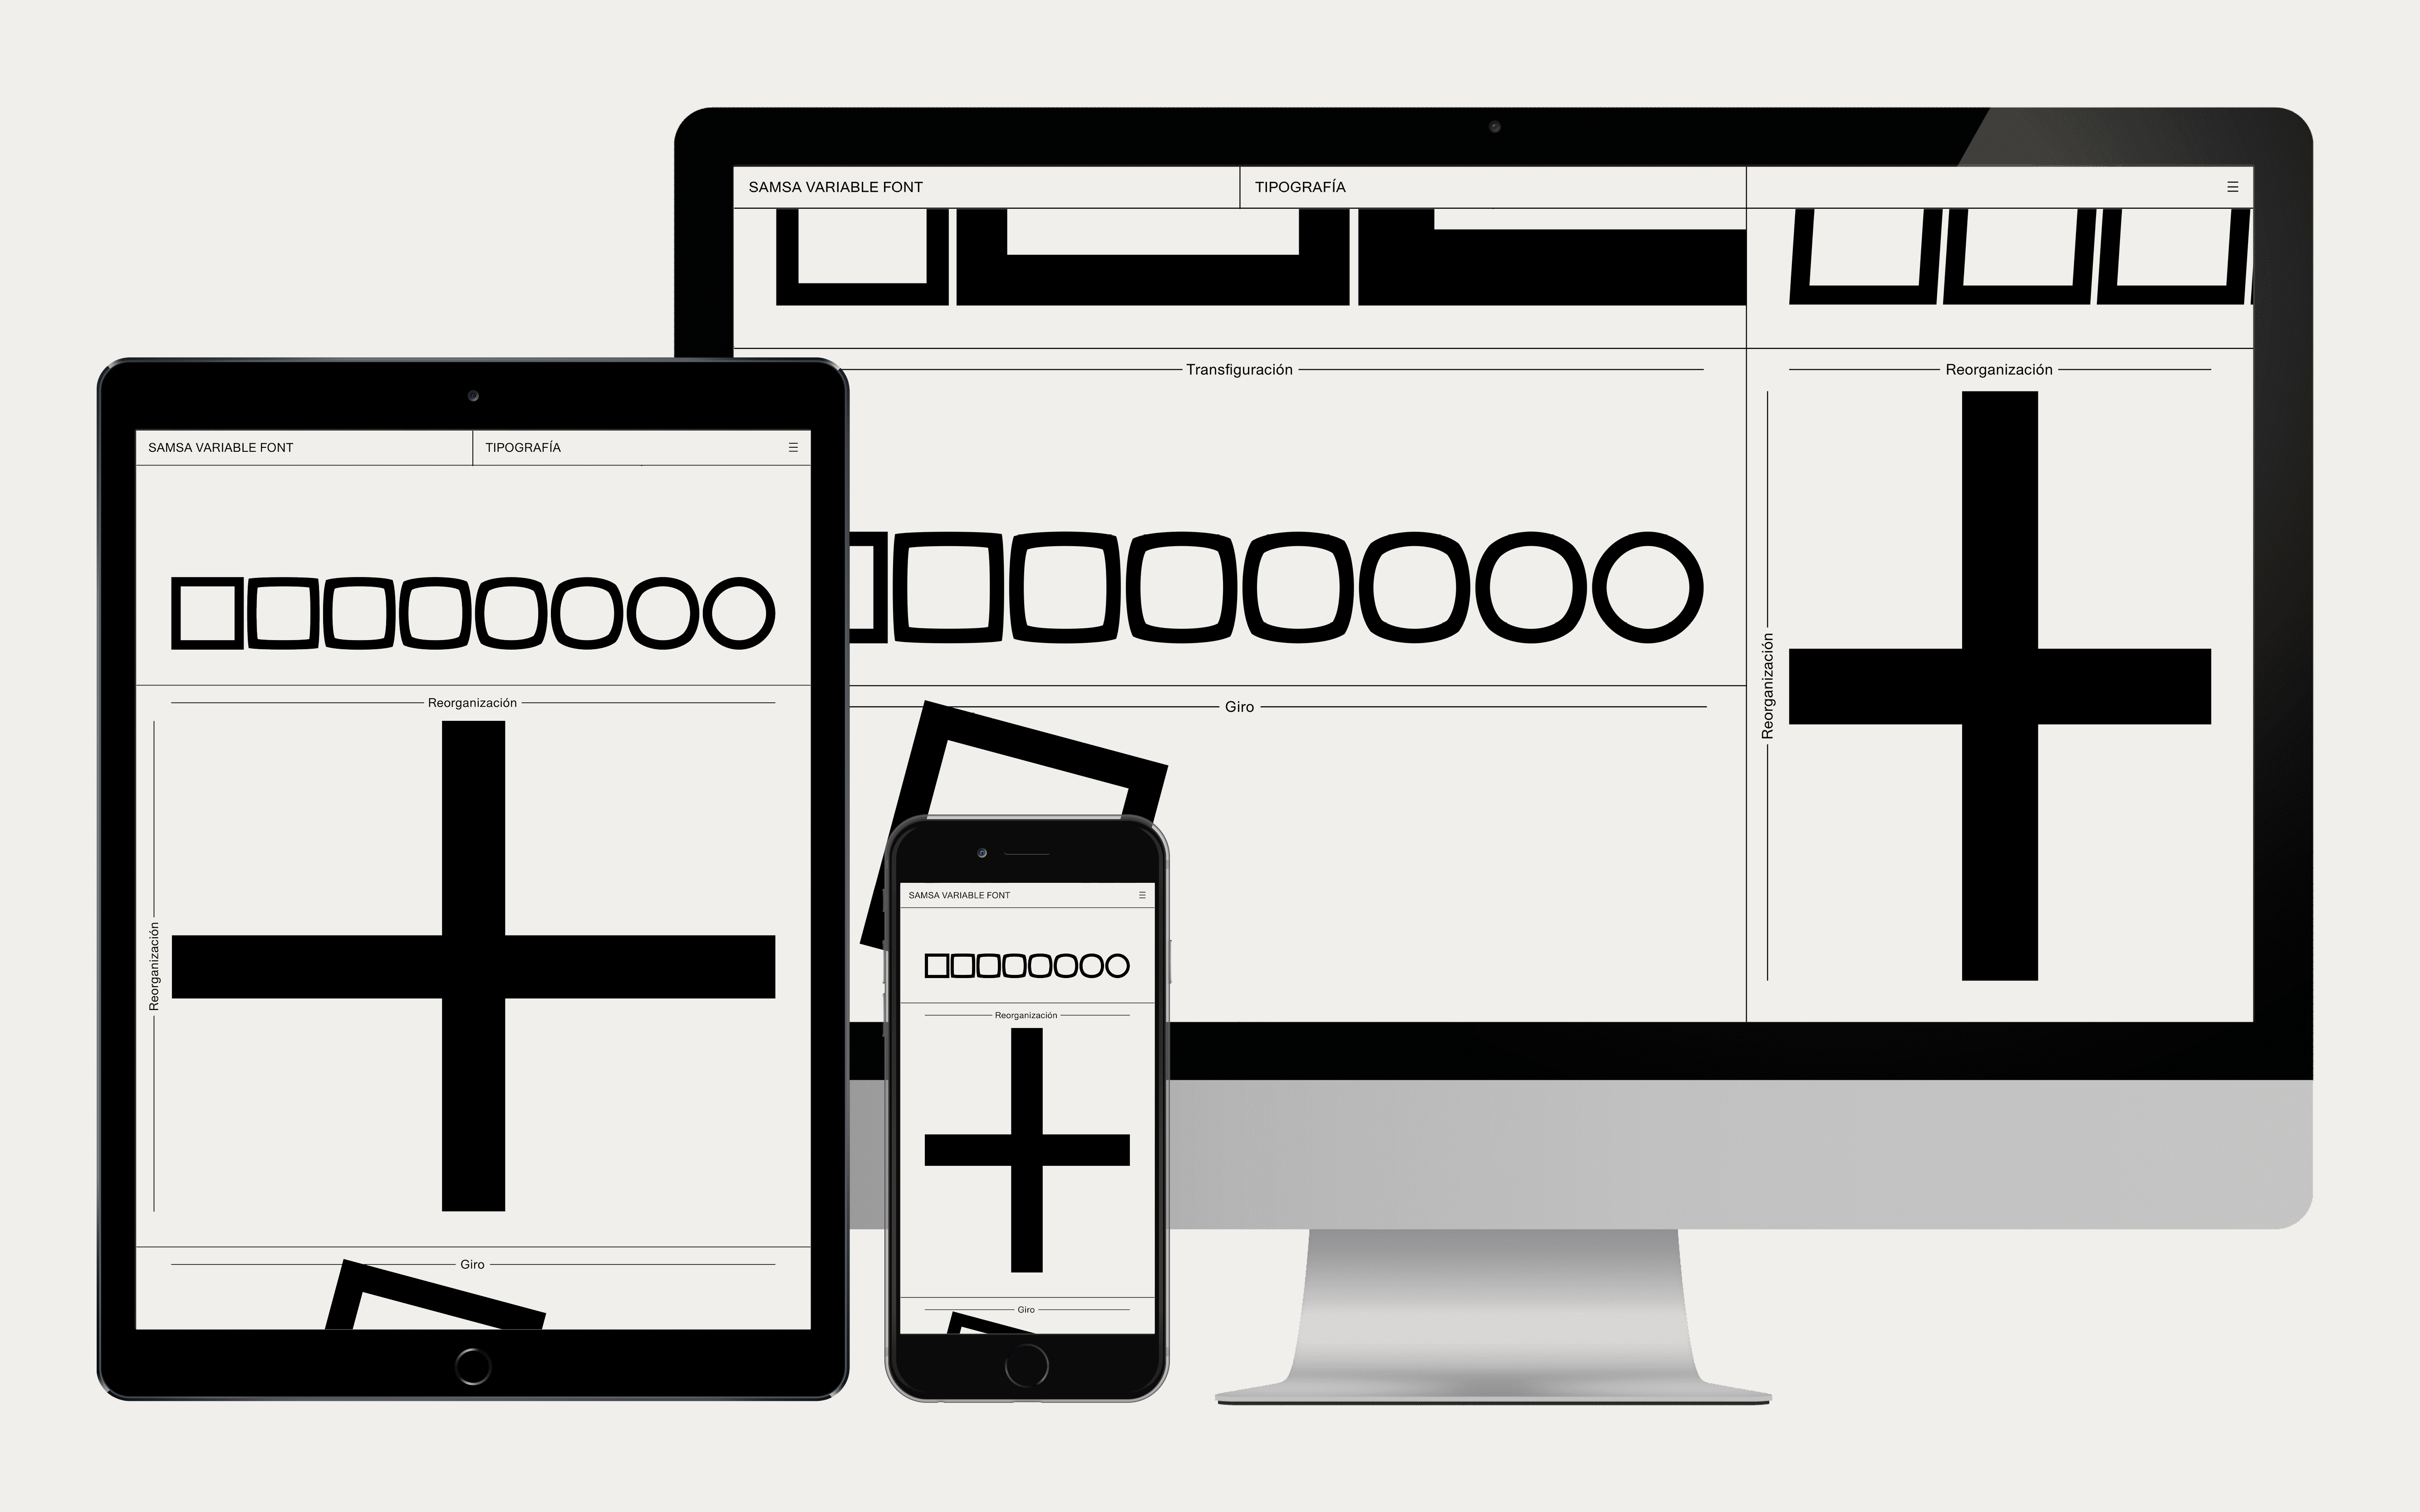 SAMSA VARIABLE FONT
TIPOGRAFÍA
Transfiguración
Reorganización
Reorganización
Giro
SAMSA VARIABLE FONT
TIPOGRAFÍA
Reorganización
Reorganización
Giro
SAMSA VARIABLE FONT
Reorganización
Giro